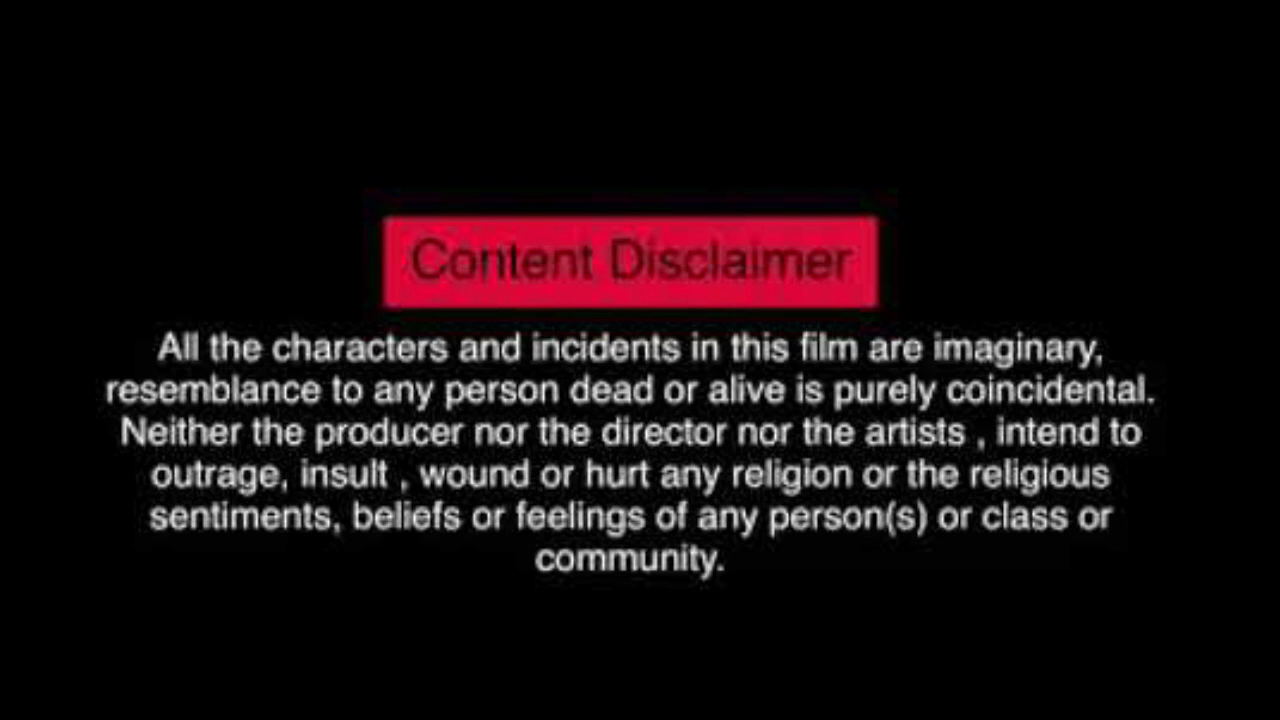 Content Disclaimer
All the characters and incidents in this film are imaginary,
resemblance to any person dead or alive is purely coincidental.
Neither the producer nor the director nor the artists , intend to
outrage, insult , wound or hurt any religion or the religious
sentiments, beliefs or feelings of any person(s) or class or
community.